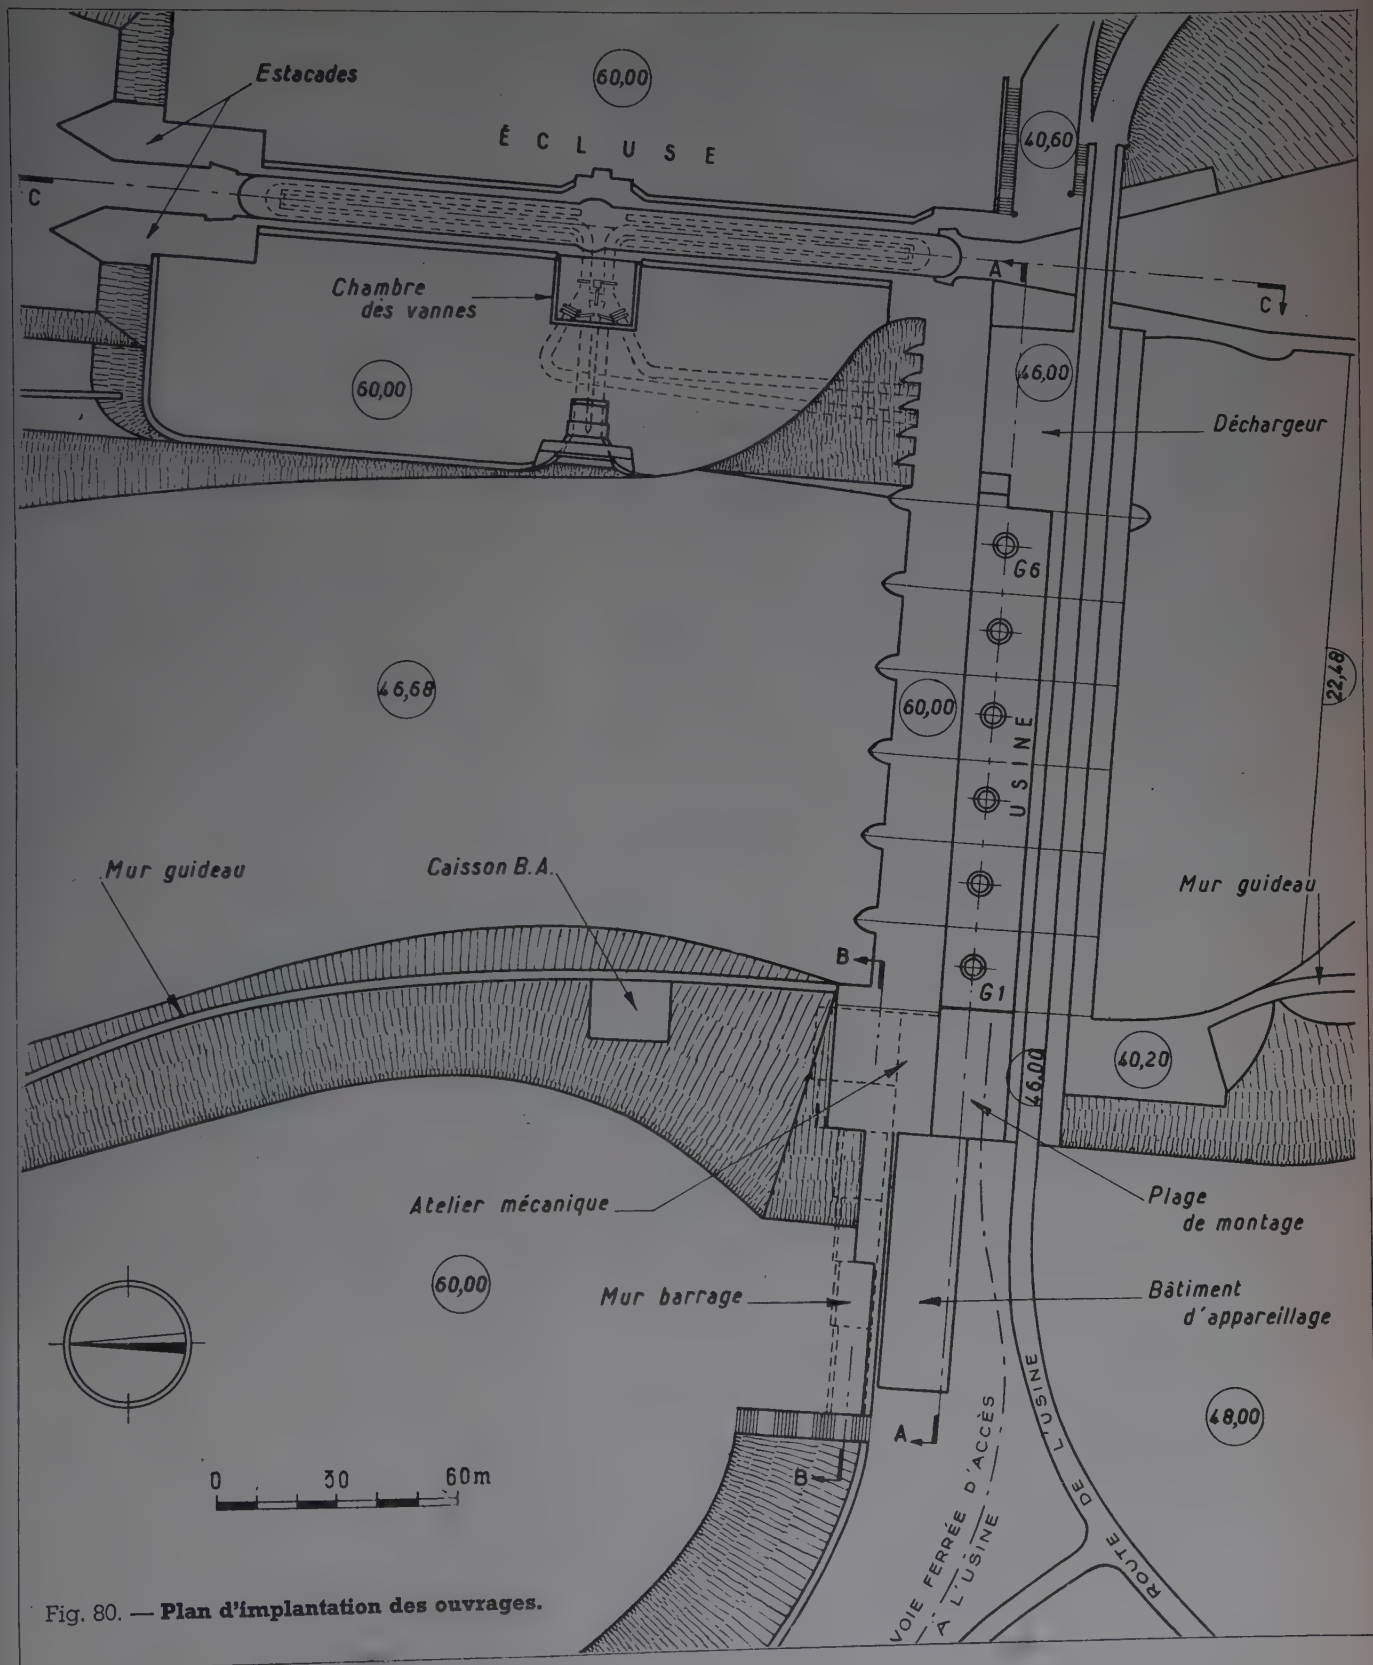 Estacades
60,00
É C L U S E
40,60
C
A
C
Chambre
des vannes
60,00
46,00
Déchargeur
G6
46,68
60,00
USINE
22,48
Mur guideau
Caisson B.A.
Mur guideau
B
G1
46,00
40,20
Atelier mécanique
Plage
de montage
60,00
Mur barrage
Bâtiment
d'appareillage
48,00
A
B
0 30 60m
VOIE FERRÉE D'ACCÈS
À L'USINE
ROUTE DE L'USINE
Fig. 80. — Plan d'implantation des ouvrages.